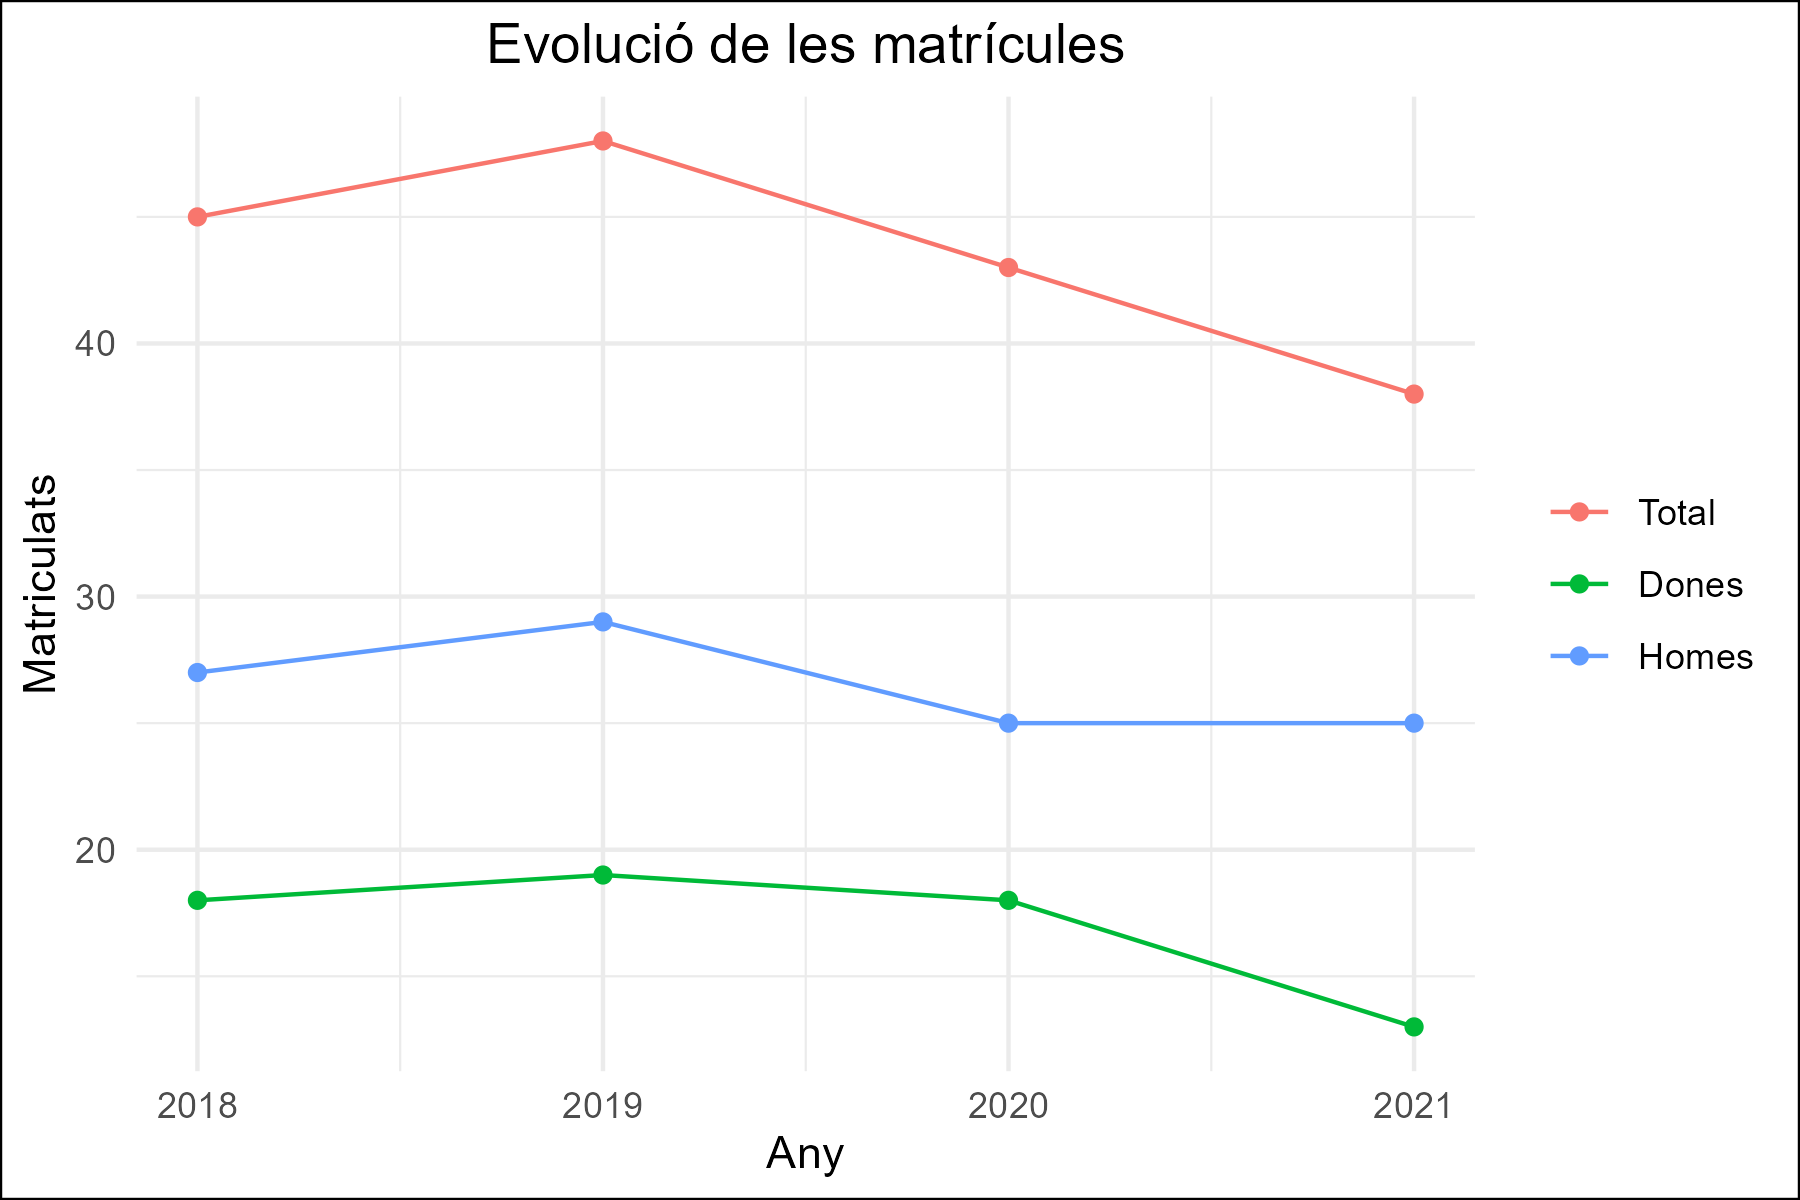 Evolució de les matrícules
Matriculats
40
30
20
2018
2019
2020
2021
Any
Total
Dones
Homes